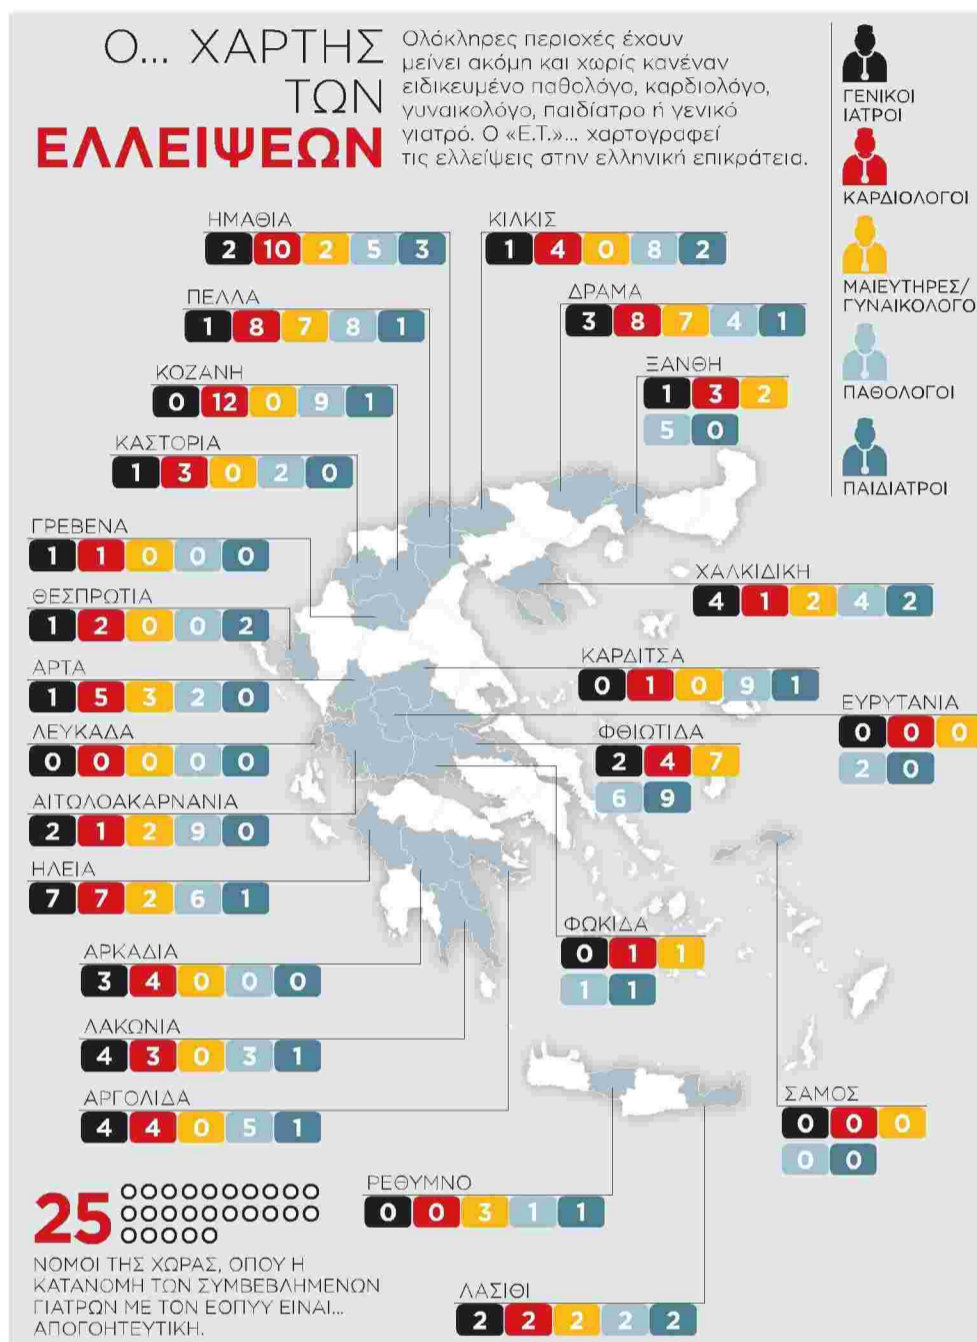 Ο... ΧΑΡΤΗΣ
ΤΩΝ
ΕΛΛΕΙΨΕΩΝ
Ολόκληρες περιοχές έχουν
μείνει ακόμη και χωρίς κανέναν
ειδικευμένο παθολόγο, καρδιολόγο,
γυναικολόγο, παιδίατρο ή γενικό
γιατρό. Ο «Ε.Τ.»... χαρτογραφεί
τις ελλείψεις στην ελληνική επικράτεια.
ΓΕΝΙΚΟΙ
ΙΑΤΡΟΙ
ΚΑΡΔΙΟΛΟΓΟΙ
ΜΑΙΕΥΤΗΡΕΣ/
ΓΥΝΑΙΚΟΛΟΓΟ
ΠΑΘΟΛΟΓΟΙ
ΠΑΙΔΙΑΤΡΟΙ
ΗΜΑΘΙΑ
2 10 2 5 3
ΚΙΛΚΙΣ
1 4 0 8 2
ΠΕΛΛΑ
1 8 7 8 1
ΔΡΑΜΑ
3 8 7 4 1
ΚΟΖΑΝΗ
0 12 0 9 1
ΞΑΝΘΗ
1 3 2
5 0
ΚΑΣΤΟΡΙΑ
1 3 0 2 0
ΓΡΕΒΕΝΑ
1 1 0 0 0
ΧΑΛΚΙΔΙΚΗ
4 1 2 4 2
ΘΕΣΠΡΩΤΙΑ
1 2 0 0 2
ΚΑΡΔΙΤΣΑ
0 1 0 9 1
ΑΡΤΑ
1 5 3 2 0
ΕΥΡΥΤΑΝΙΑ
0 0 0
2 0
ΛΕΥΚΑΔΑ
0 0 0 0 0
ΦΘΙΩΤΙΔΑ
2 4 7
6 9
ΑΙΤΩΛΟΑΚΑΡΝΑΝΙΑ
2 1 2 9 0
ΗΛΕΙΑ
7 7 2 6 1
ΦΩΚΙΔΑ
0 1 1
1 1
ΑΡΚΑΔΙΑ
3 4 0 0 0
ΛΑΚΩΝΙΑ
4 3 0 3 1
ΑΡΓΟΛΙΔΑ
4 4 0 5 1
ΣΑΜΟΣ
0 0 0
0 0
ΡΕΘΥΜΝΟ
0 0 3 1 1
ΛΑΣΙΘΙ
2 2 2 2 2
25
ΝΟΜΟΙ ΤΗΣ ΧΩΡΑΣ, ΟΠΟΥ Η
ΚΑΤΑΝΟΜΗ ΤΩΝ ΣΥΜΒΕΒΛΗΜΕΝΩΝ
ΓΙΑΤΡΩΝ ΜΕ ΤΟΝ ΕΟΠΥΥ ΕΙΝΑΙ...
ΑΠΟΓΟΗΤΕΥΤΙΚΗ.